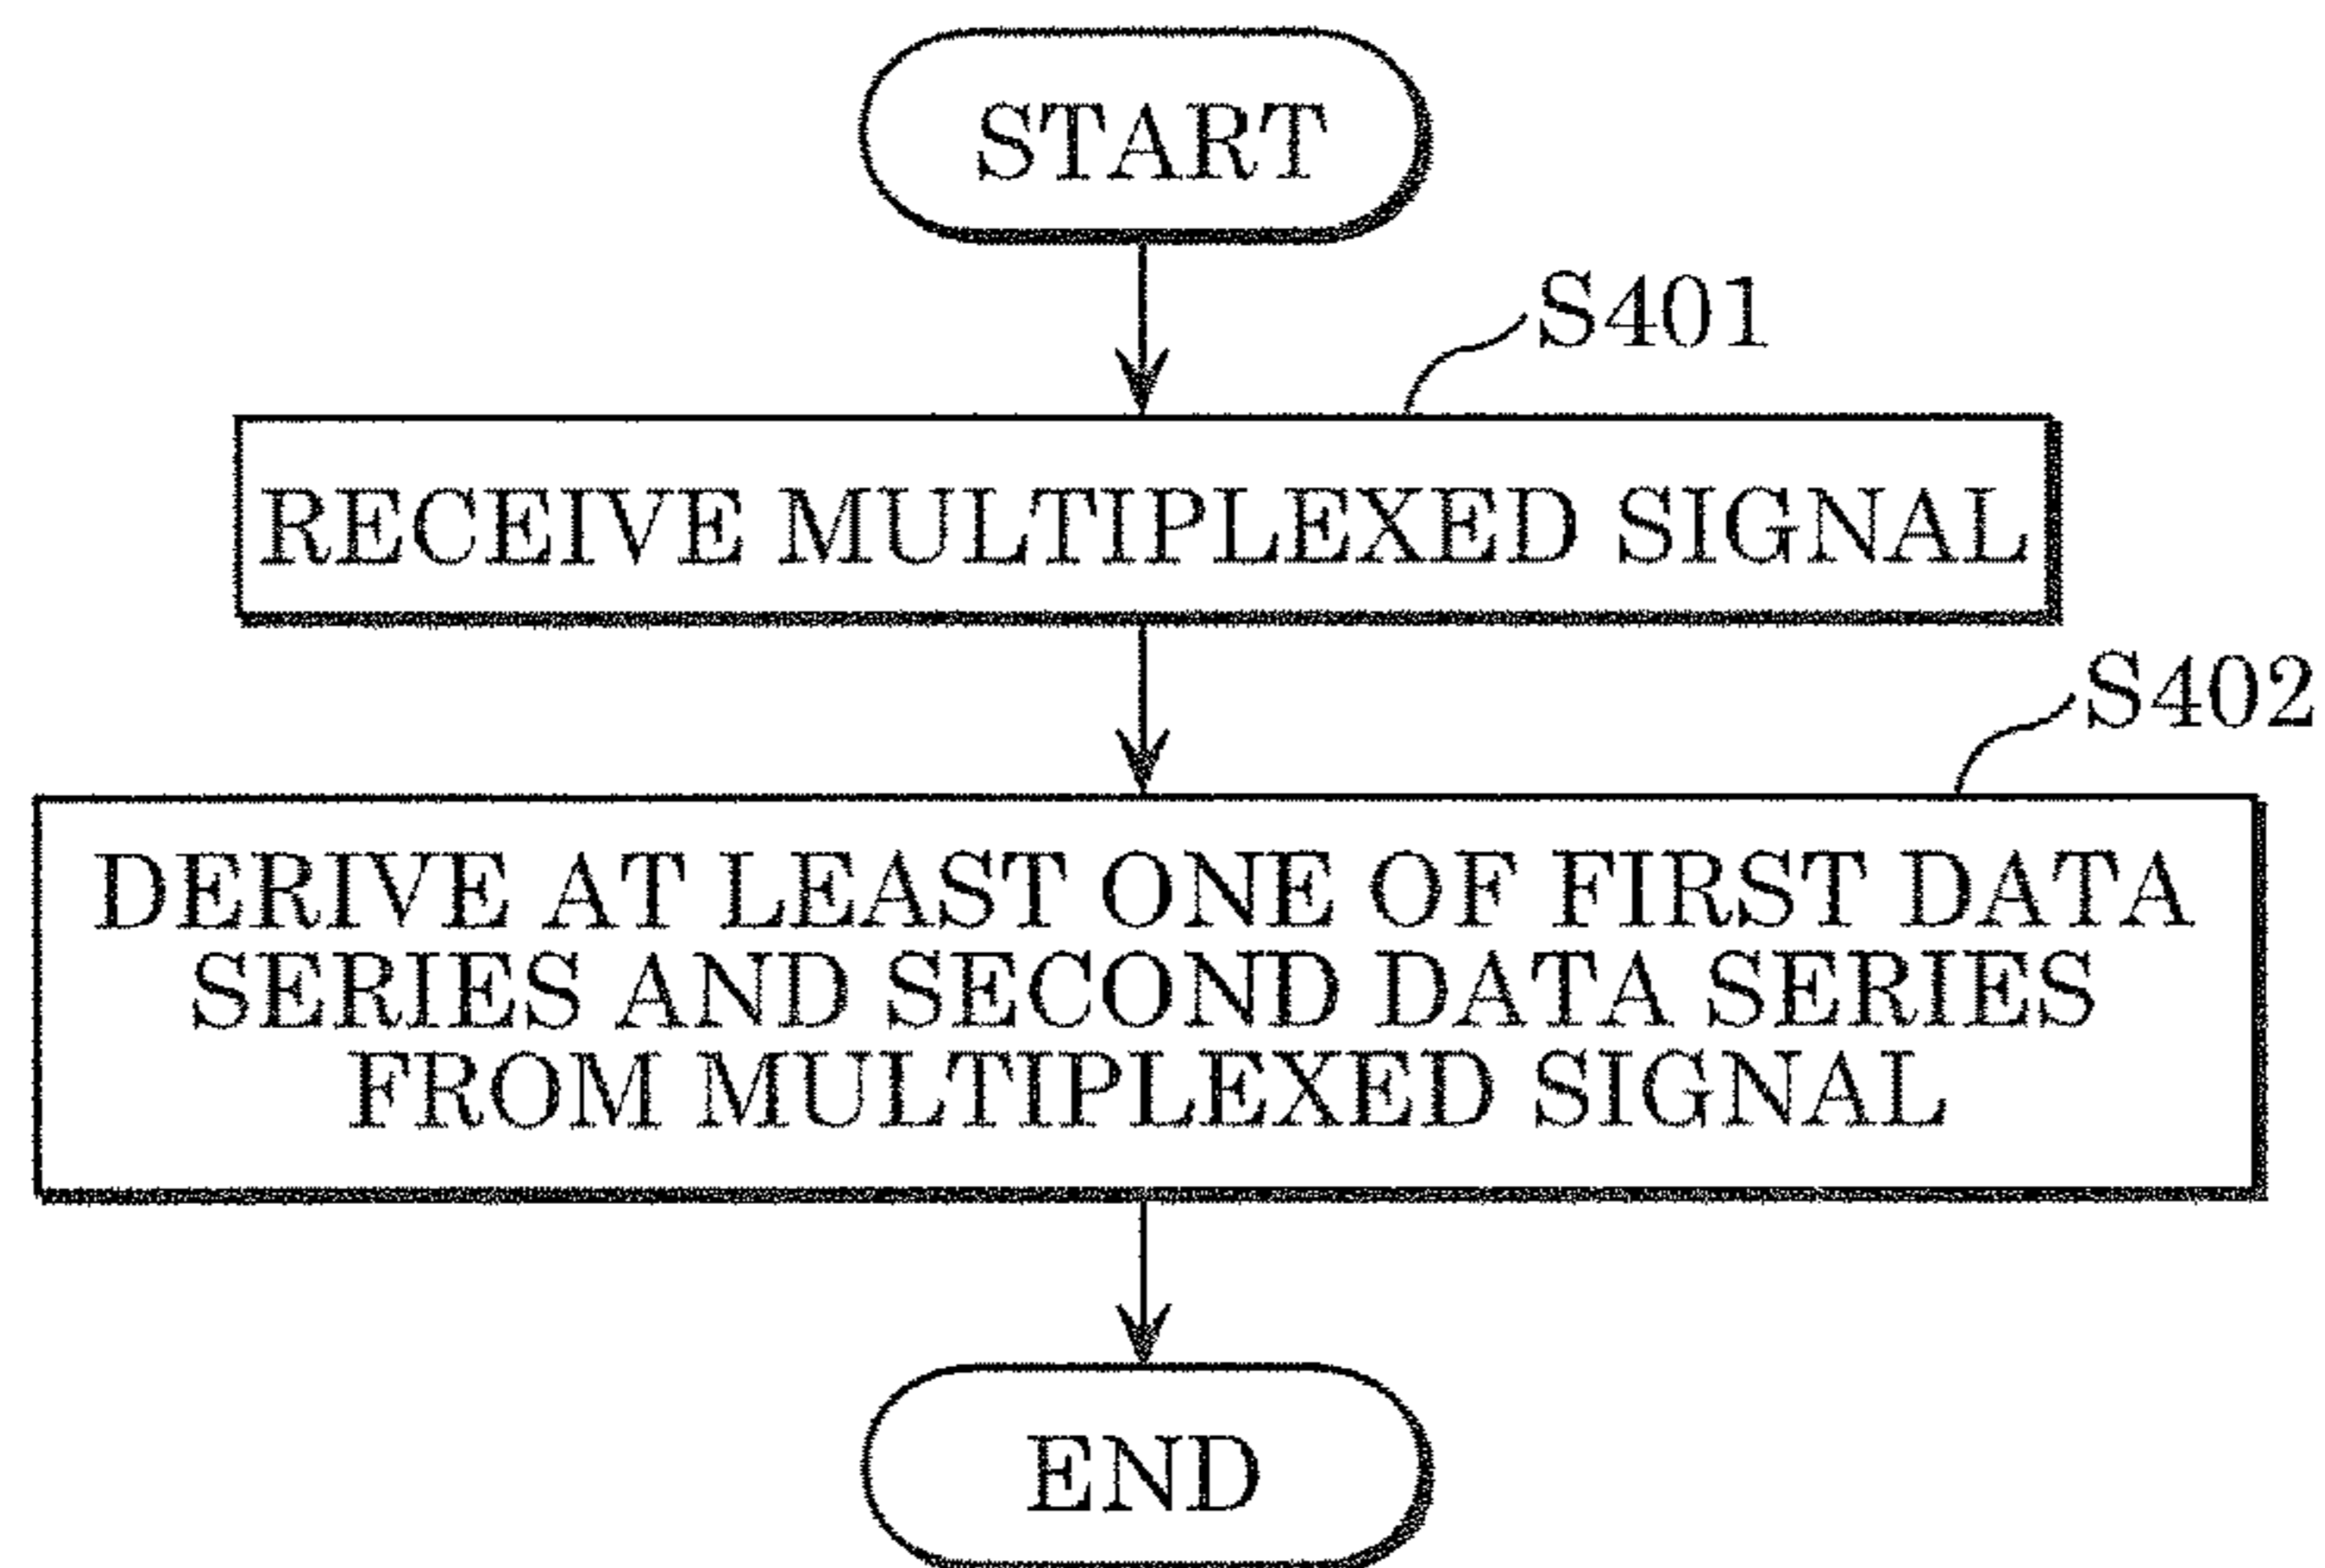 START
S401
RECEIVE MULTIPLEXED SIGNAL
S402
DERIVE AT LEAST ONE OF FIRST DATA
SERIES AND SECOND DATA SERIES
FROM MULTIPLEXED SIGNAL
END